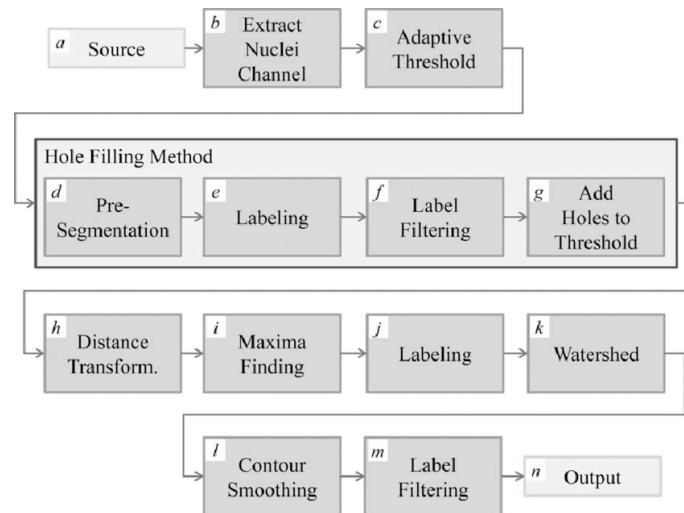 a
Source
b
Extract
Nuclei
Channel
c
Adaptive
Threshold
Hole Filling Method
d
Pre-
Segmentation
e
Labeling
f
Label
Filtering
g
Add
Holes to
Threshold
h
Distance
Transform.
i
Maxima
Finding
j
Labeling
k
Watershed
l
Contour
Smoothing
m
Label
Filtering
n
Output